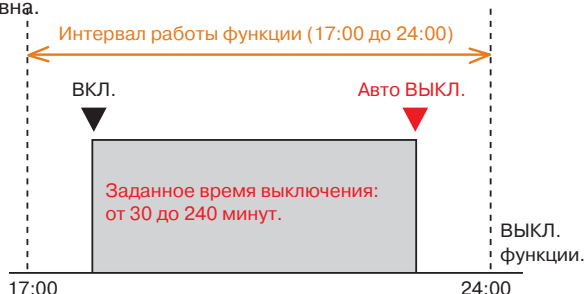 вна.
Интервал работы функции (17:00 до 24:00)
ВКЛ.
Авто ВЫКЛ.
Заданное время выключения:
от 30 до 240 минут.
ВЫКЛ.
функции.
17:00
24:00